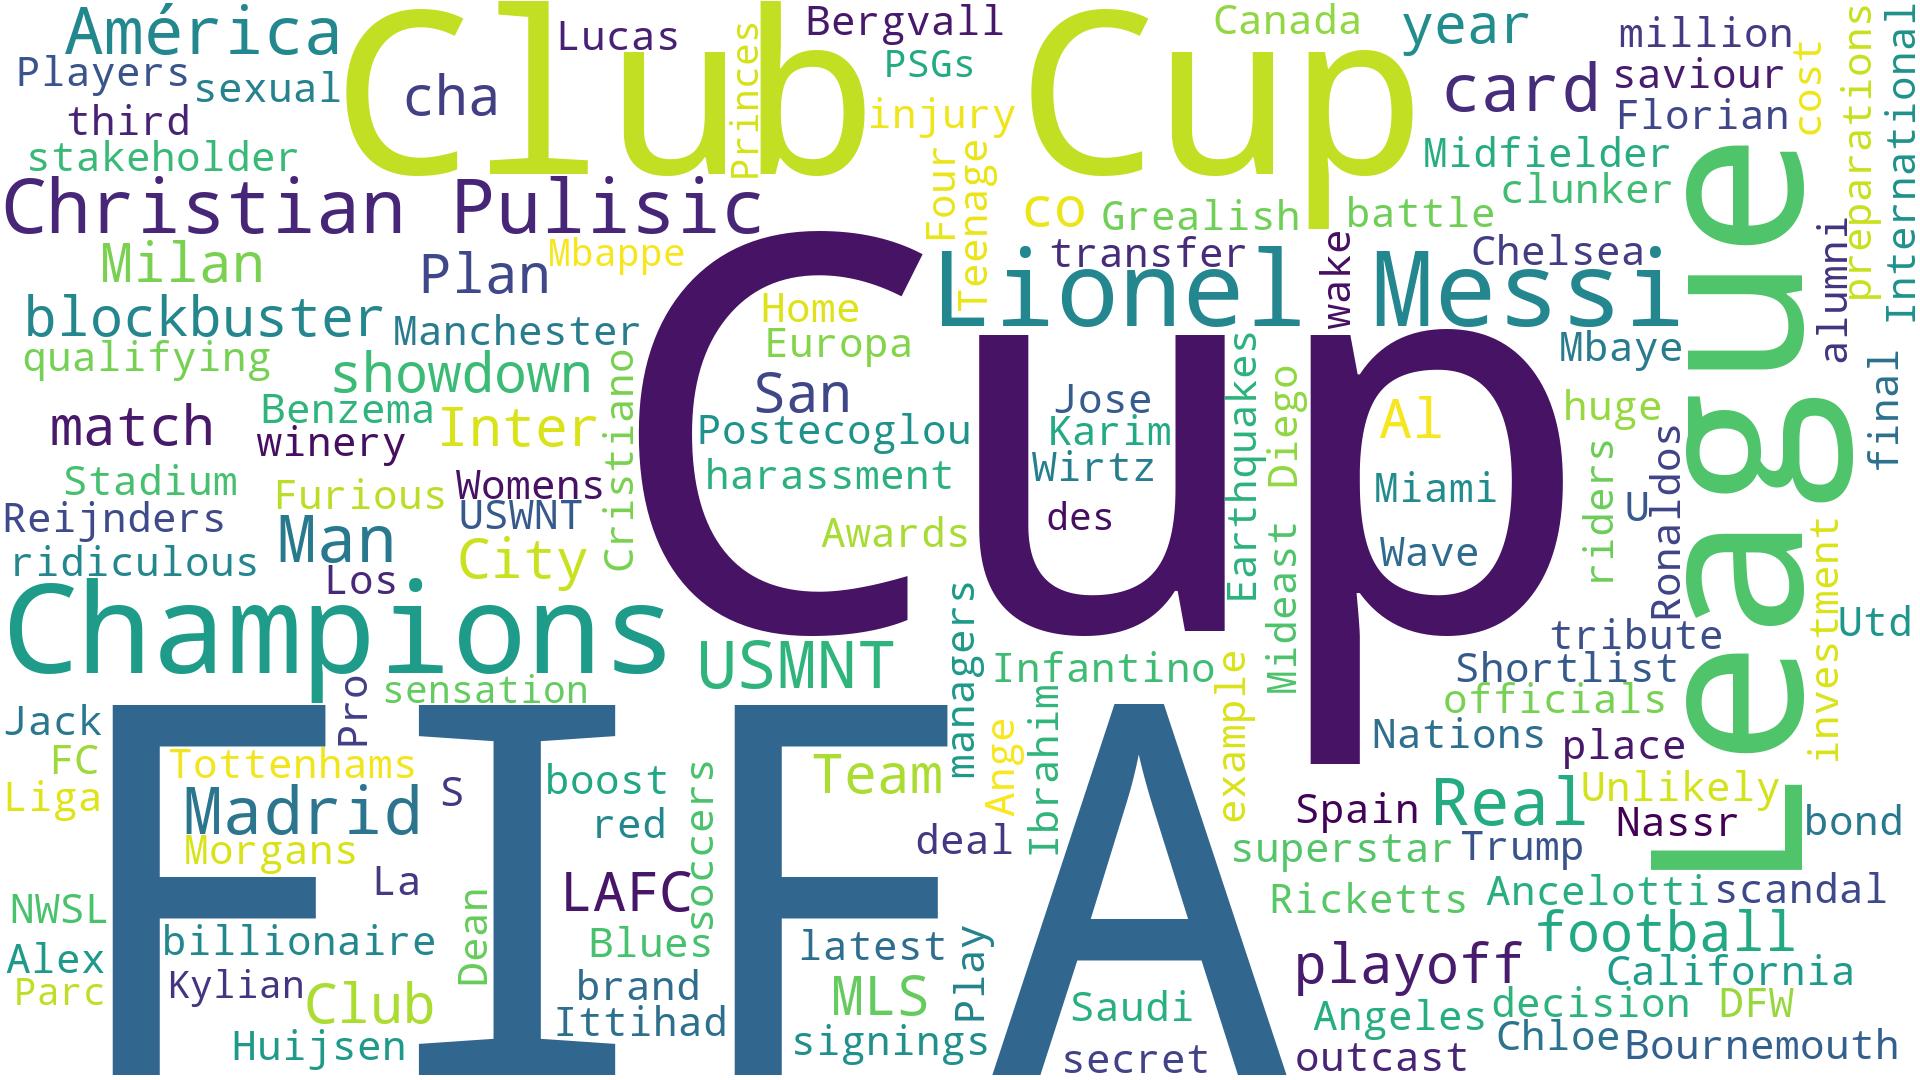 América
Club Cup
Lucas
Bergvall
Canada
year
million
Players
sexual
cha
Princes
PSGs
card
saviour
cost
preparations
International
third
injury
Florian
stakeholder
Midfielder
clunker
Christian Pulisic
Four
Teenage
co
Grealish
battle
League
Milan
Plan
Mbappe
transfer
wake
Chelsea
alumni
Lionel Messi
blockbuster
Manchester
Home
Europa
Cup
Mbaye
qualifying
showdown
Cristiano
San
Jose
Earthquakes
Diego
Al
huge
final
match
Benzema
winery
Inter
Postecoglou
Karim
Wirtz
harassment
Miami
riders
Ronaldos
Stadium
Furious
Womens
USWNT
des
U
Reijnders
Man
City
Awards
Wave
investment
ridiculous
Los
Mideast
Utd
Champions
USMNT
managers
Infantino
example
tribute
Shortlist
officials
sensation
Pro
Jack
FIFA
Ange
Ibrahim
Nations
place
FC
Tottenhams
S
boost
soccers
Team
Liga
Madrid
red
deal
Spain
Real
Unlikely
Nassr
bond
Morgans
superstar
Trump
La
LAFC
Ricketts
Ancelotti
scandal
NWSL
Dean
billionaire
Blues
latest
Play
football
Alex
playoff
California
Parc
Kylian
Club
brand
MLS
Saudi
Angeles
decision
DFW
Ittihad
Huijsen
signings
secret
outcast
Chloe
Bournemouth